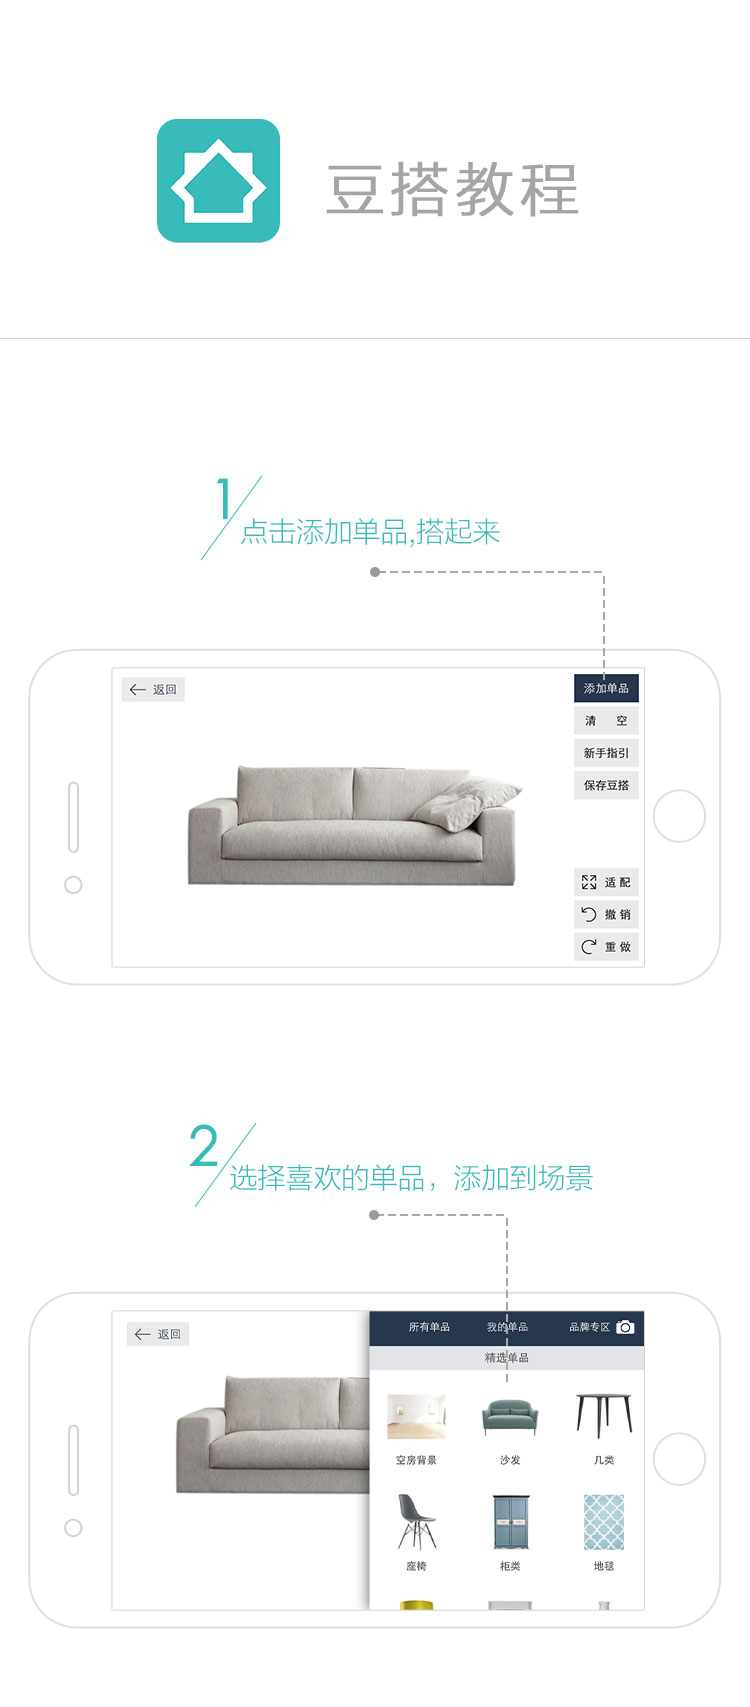 豆搭教程
1
点击添加单品,搭起来
返回
添加单品
清 空
新手指引
保存豆搭
适 配
撤 销
重 做
2
选择喜欢的单品，添加到场景
返回
所有单品 我的单品 品牌专区
精选单品
空房背景 沙发 几类
座椅 柜类 地毯